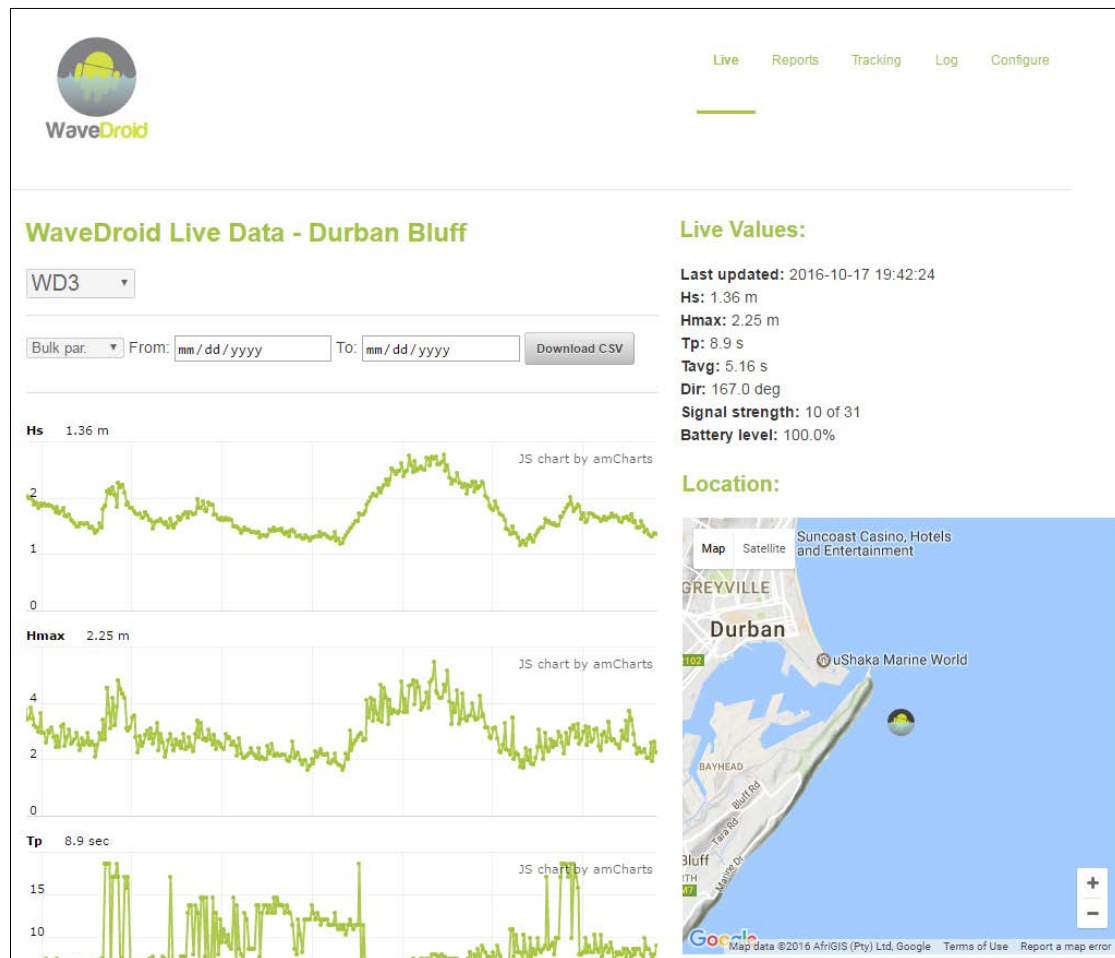 WaveDroid
Live Reports Tracking Log Configure
WaveDroid Live Data - Durban Bluff
WD3
Bulk par. From: mm/dd/yyyy To: mm/dd/yyyy Download CSV
Hs 1.36 m
JS chart by amCharts
2
1
0
Hmax 2.25 m
JS chart by amCharts
4
2
0
Tp 8.9 sec
JS chart by amCharts
15
10
Live Values:
Last updated: 2016-10-17 19:42:24
Hs: 1.36 m
Hmax: 2.25 m
Tp: 8.9 s
Tavg: 5.16 s
Dir: 167.0 deg
Signal strength: 10 of 31
Battery level: 100.0%
Location:
Map Satellite
Suncoast Casino, Hotels
and Entertainment
GREYVILLE
Durban
102
uShaka Marine World
BAYHEAD
Bluff Rd
Tara Rd
Marine Dr
Bluff
TH
M7
+
−
Google
Map data ©2016 AfriGIS (Pty) Ltd, Google Terms of Use Report a map error